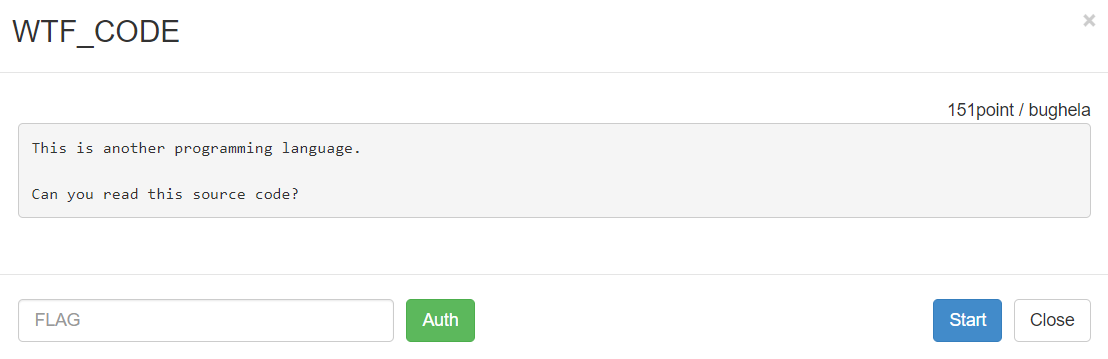 WTF_CODE
×
151point / bughela
This is another programming language.
Can you read this source code?
FLAG
Auth
Start
Close